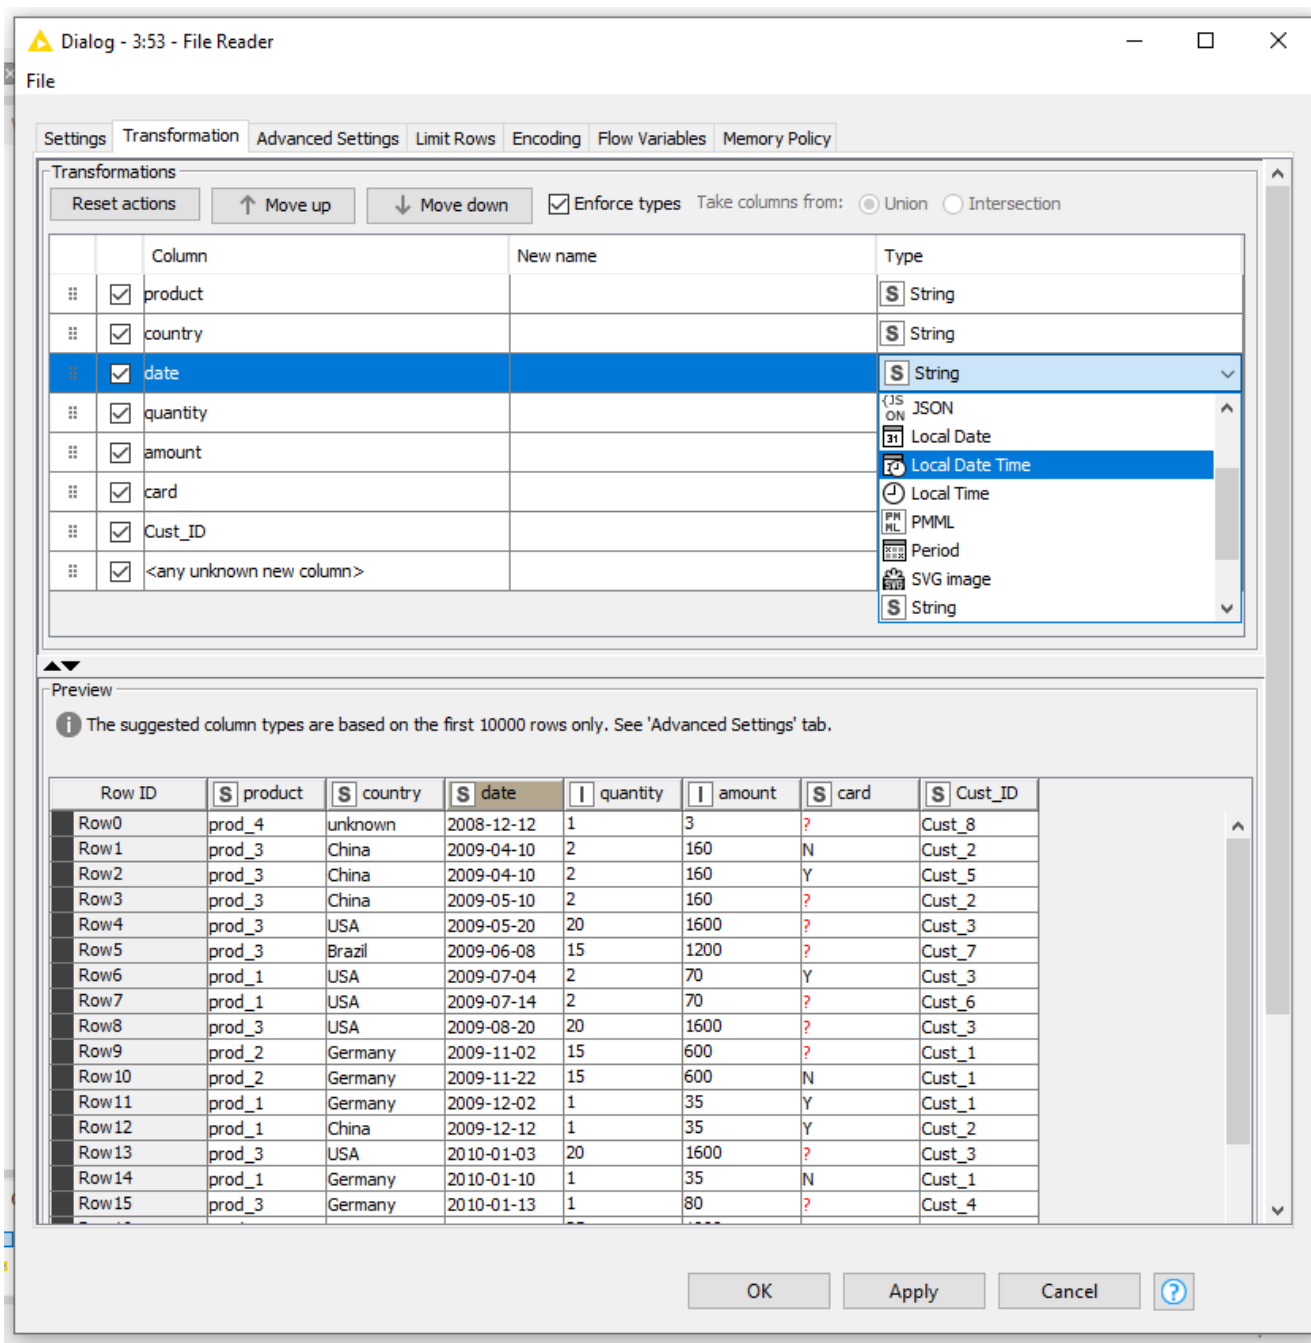 Dialog - 3:53 - File Reader
File
Settings Transformation Advanced Settings Limit Rows Encoding Flow Variables Memory Policy
Transformations
Reset actions Move up Move down Enforce types Take columns from: Union Intersection
Column New name Type
product S String
country S String
date S String
quantity
amount
card
Cust_ID
<any unknown new column>
{JS ON JSON
31 Local Date
Local Date Time
Local Time
PM ML PMML
Period
SVG SVG image
S String
Preview
i The suggested column types are based on the first 10000 rows only. See 'Advanced Settings' tab.
Row ID S product S country S date I quantity I amount S card S Cust_ID
Row0 prod_4 unknown 2008-12-12 1 3 ? Cust_8
Row1 prod_3 China 2009-04-10 2 160 N Cust_2
Row2 prod_3 China 2009-04-10 2 160 Y Cust_5
Row3 prod_3 China 2009-05-10 2 160 ? Cust_2
Row4 prod_3 USA 2009-05-20 20 1600 ? Cust_3
Row5 prod_3 Brazil 2009-06-08 15 1200 ? Cust_7
Row6 prod_1 USA 2009-07-04 2 70 Y Cust_3
Row7 prod_1 USA 2009-07-14 2 70 ? Cust_6
Row8 prod_3 USA 2009-08-20 20 1600 ? Cust_3
Row9 prod_2 Germany 2009-11-02 15 600 ? Cust_1
Row10 prod_2 Germany 2009-11-22 15 600 N Cust_1
Row11 prod_1 Germany 2009-12-02 1 35 Y Cust_1
Row12 prod_1 China 2009-12-12 1 35 Y Cust_2
Row13 prod_3 USA 2010-01-03 20 1600 ? Cust_3
Row14 prod_1 Germany 2010-01-10 1 35 N Cust_1
Row15 prod_3 Germany 2010-01-13 1 80 ? Cust_4
OK Apply Cancel ?